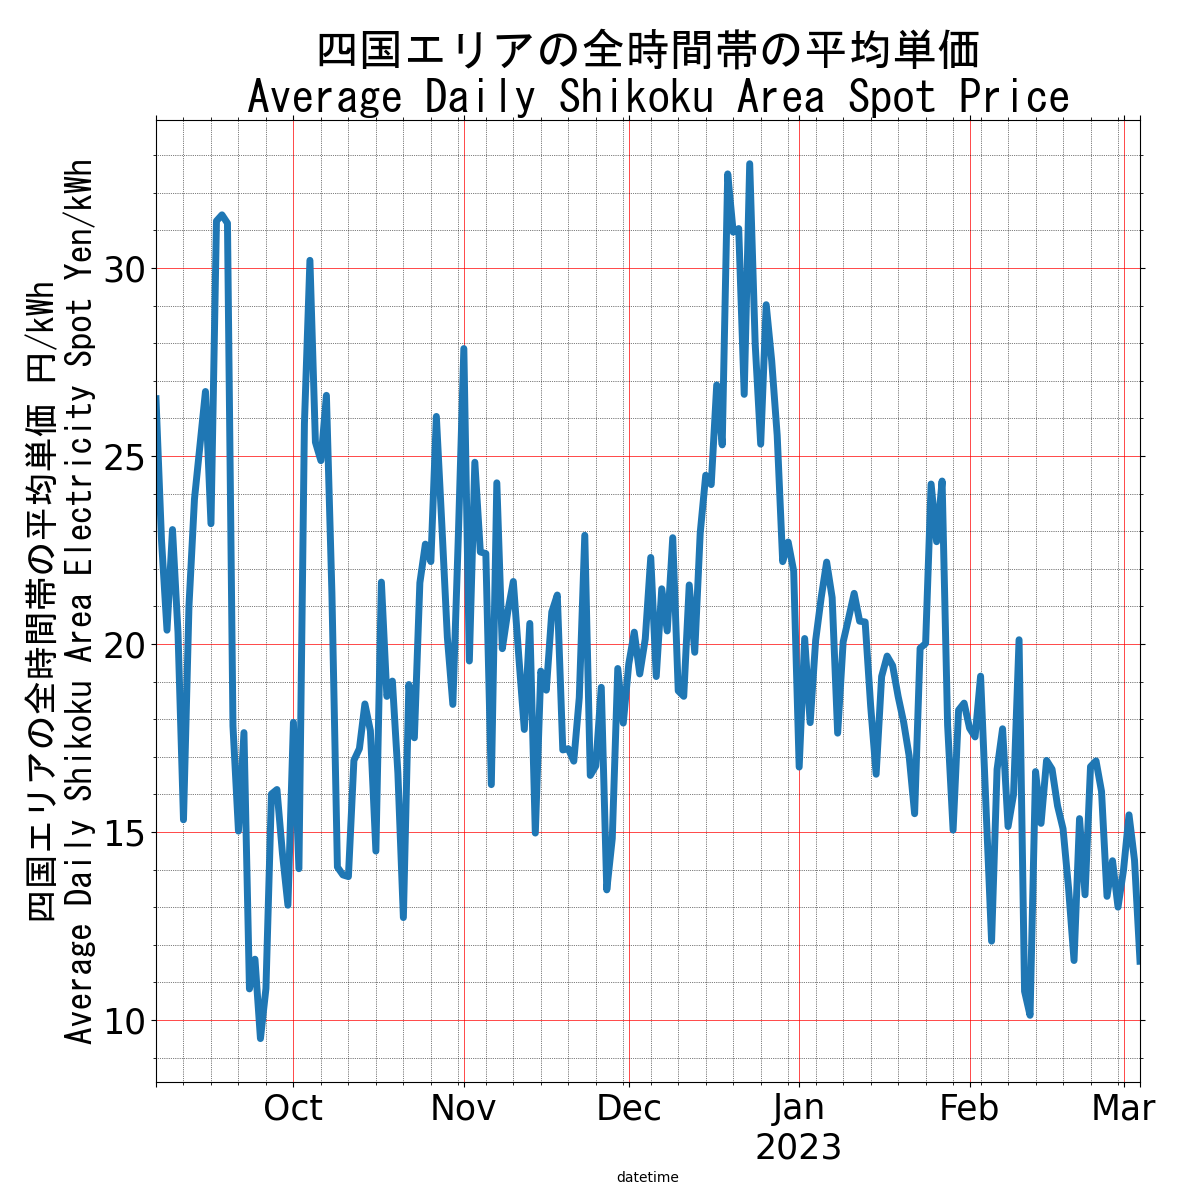 四国エリアの全時間帯の平均単価
Average Daily Shikoku Area Spot Price
四国エリアの全時間帯の平均単価 円/kWh
Average Daily Shikoku Area Electricity Spot Yen/kWh
30
25
20
15
10
Oct
Nov
Dec
Jan
2023
Feb
Mar
datetime